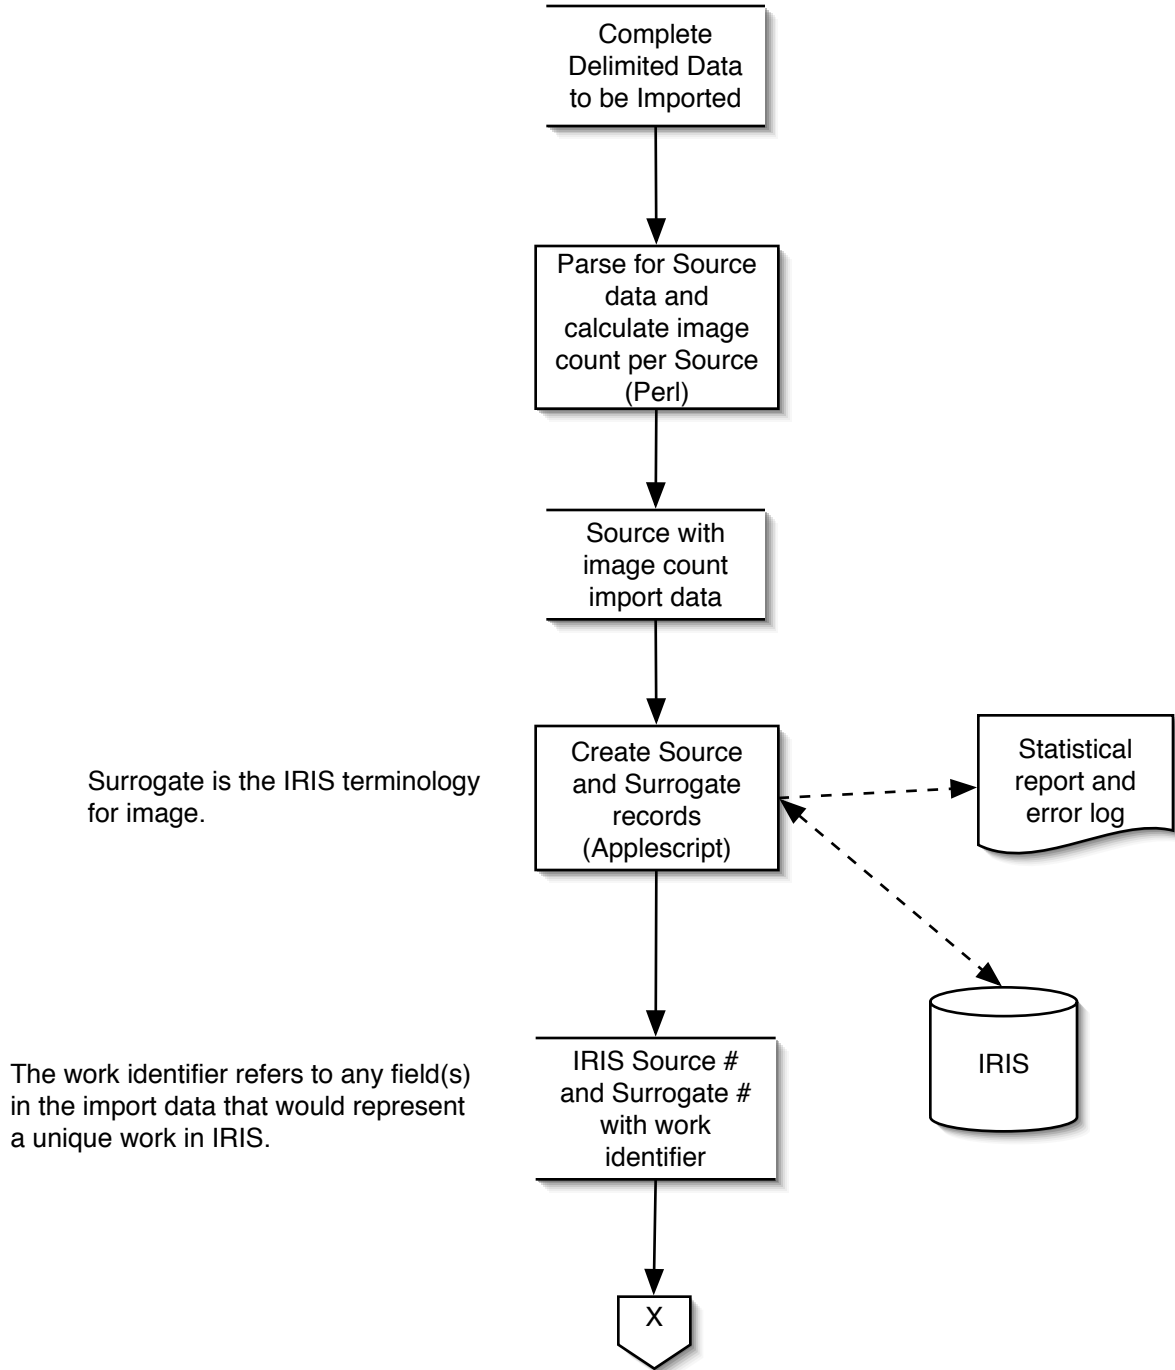 Complete
Delimited Data
to be Imported
Parse for Source
data and
calculate image
count per Source
(Perl)
Source with
image count
import data
Create Source
and Surrogate
records
(Applescript)
Statistical
report and
error log
Surrogate is the IRIS terminology
for image.
IRIS
IRIS Source #
and Surrogate #
with work
identifier
The work identifier refers to any field(s)
in the import data that would represent
a unique work in IRIS.
X